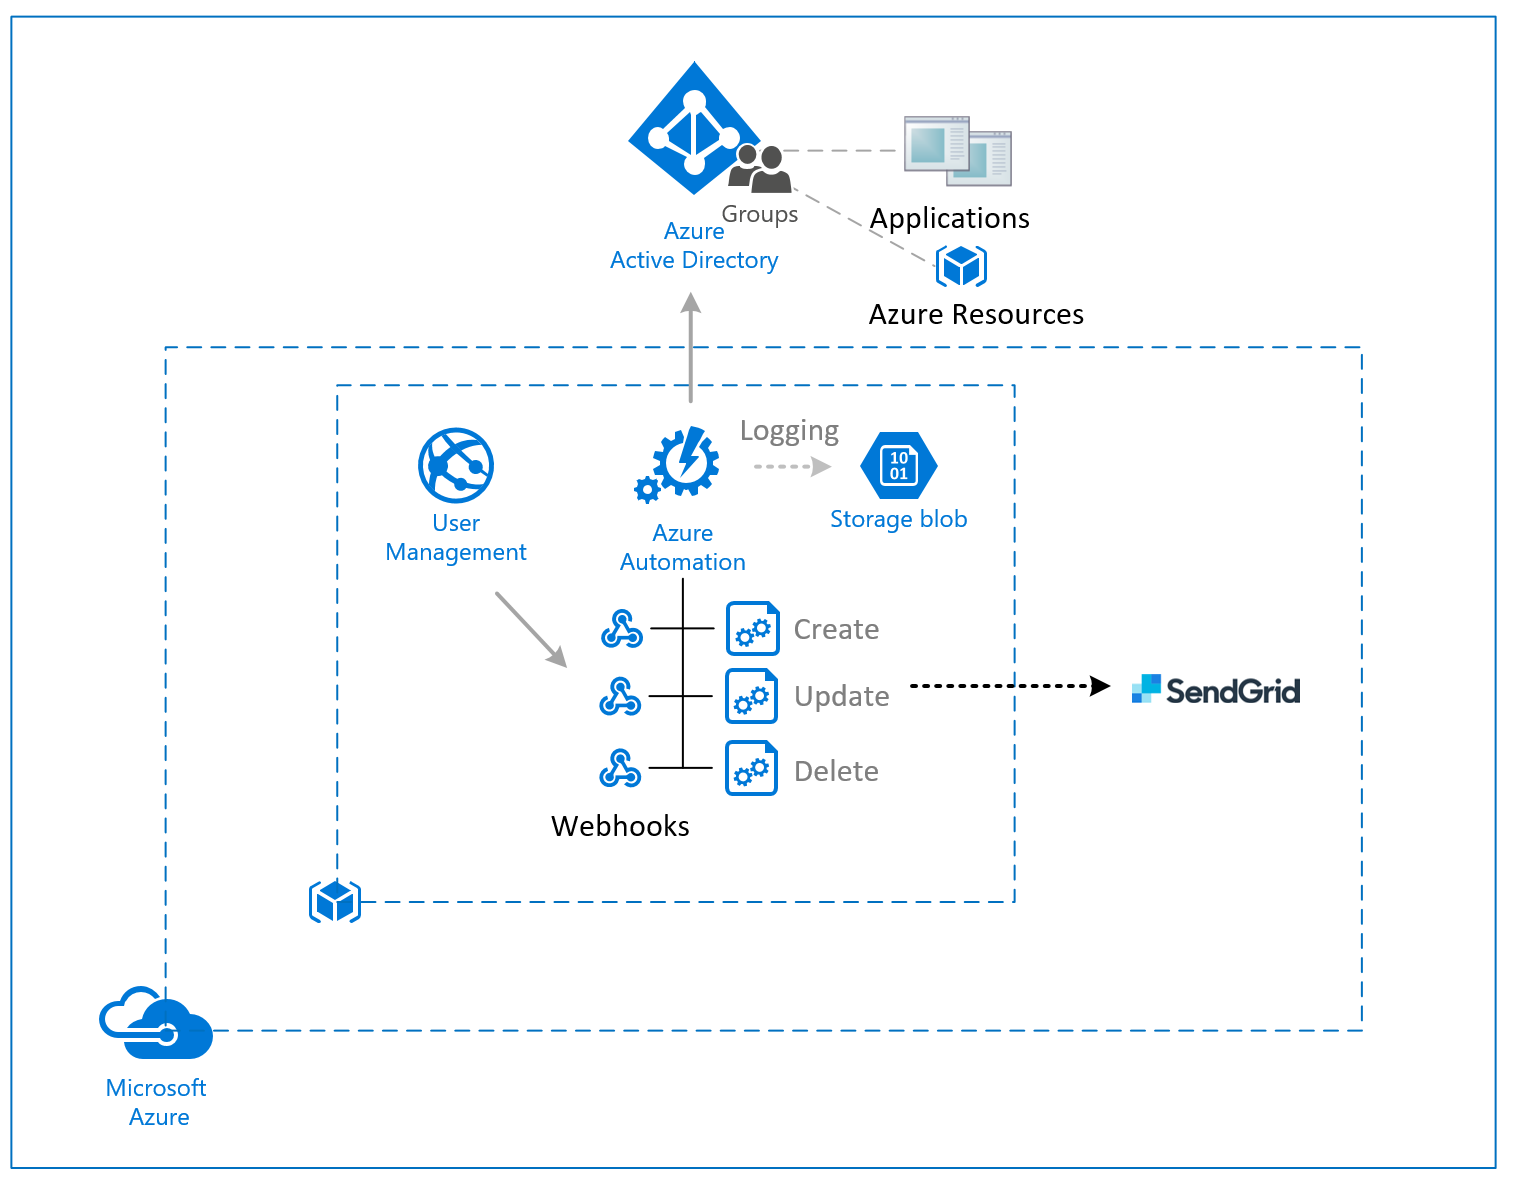 Groups
Azure
Active Directory
Applications
Azure Resources
Logging
10
01
User
Management
Azure
Automation
Storage blob
Create
Update
Delete
SendGrid
Webhooks
Microsoft
Azure